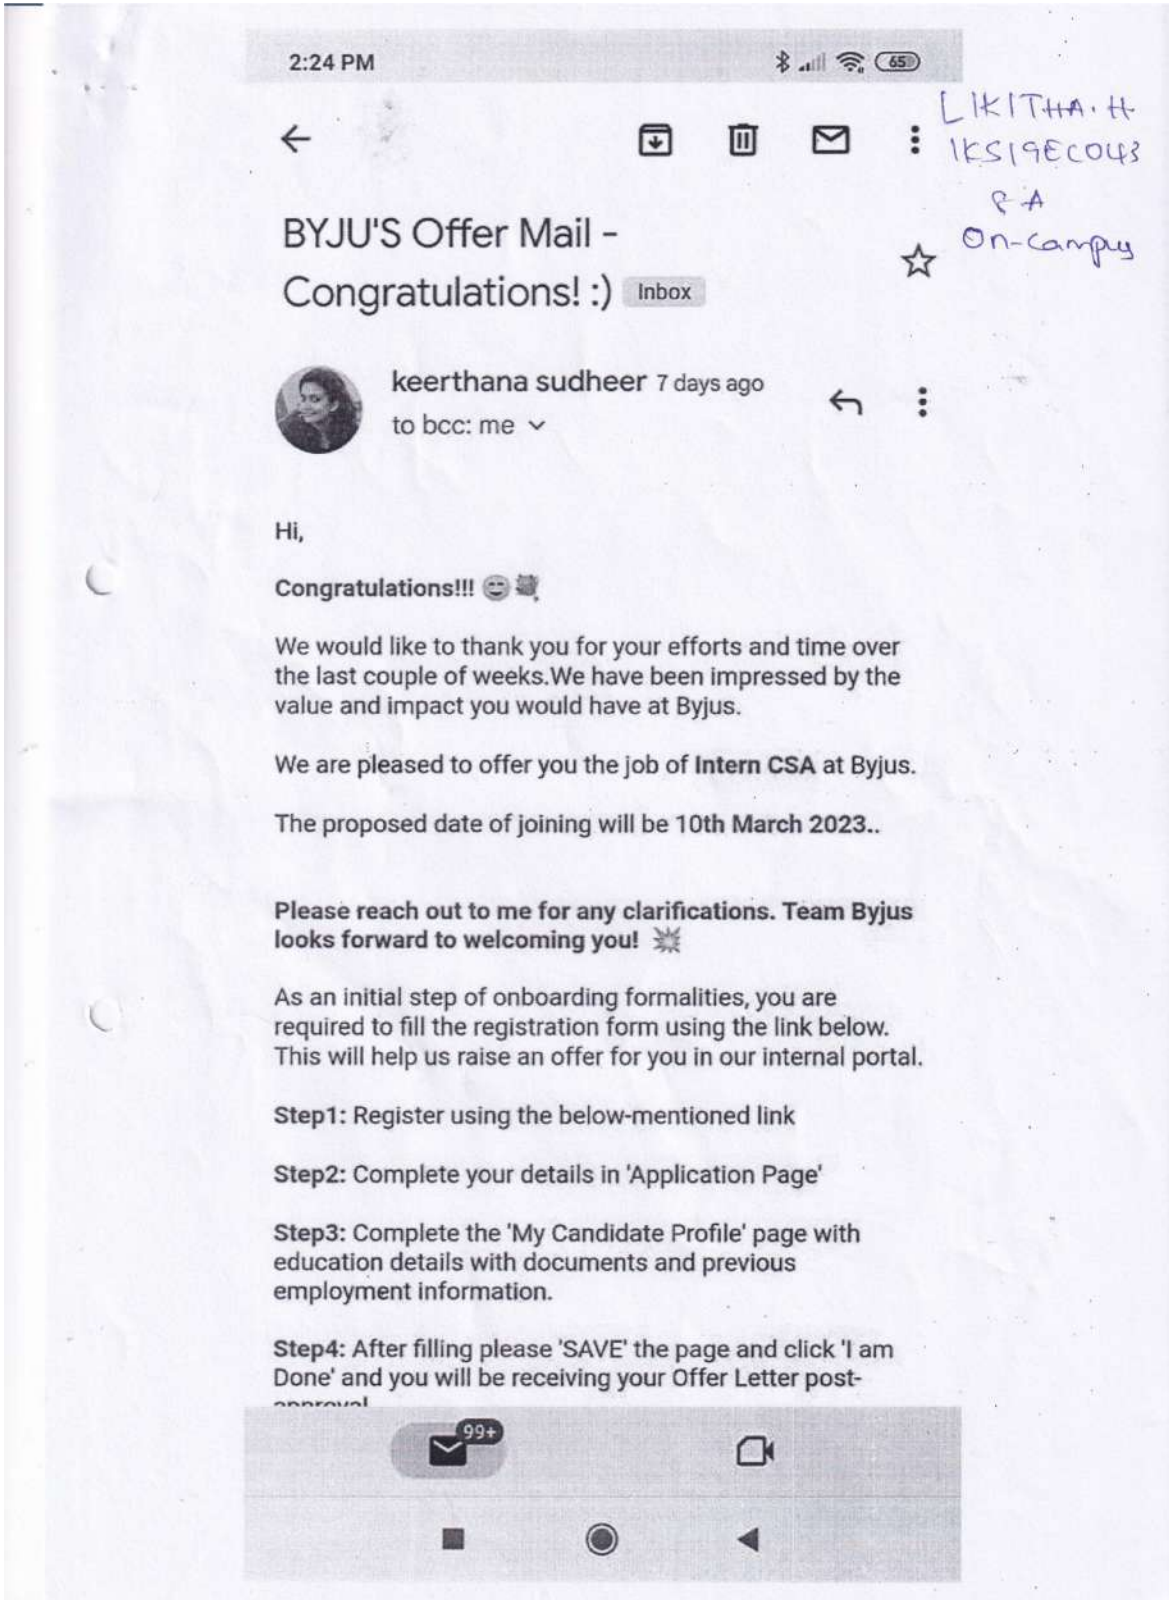 2:24 PM
65
LIKITHA. H
1KS19EC043
8 A
On-campus
BYJU'S Offer Mail -
Congratulations! :) Inbox
keerthana sudheer 7 days ago
to bcc: me
Hi,
Congratulations!!! 😊💐
We would like to thank you for your efforts and time over
the last couple of weeks.We have been impressed by the
value and impact you would have at Byjus.
We are pleased to offer you the job of Intern CSA at Byjus.
The proposed date of joining will be 10th March 2023..
Please reach out to me for any clarifications. Team Byjus
looks forward to welcoming you! 💥
As an initial step of onboarding formalities, you are
required to fill the registration form using the link below.
This will help us raise an offer for you in our internal portal.
Step1: Register using the below-mentioned link
Step2: Complete your details in 'Application Page'
Step3: Complete the 'My Candidate Profile' page with
education details with documents and previous
employment information.
Step4: After filling please 'SAVE' the page and click 'I am
Done' and you will be receiving your Offer Letter post-
approval
99+